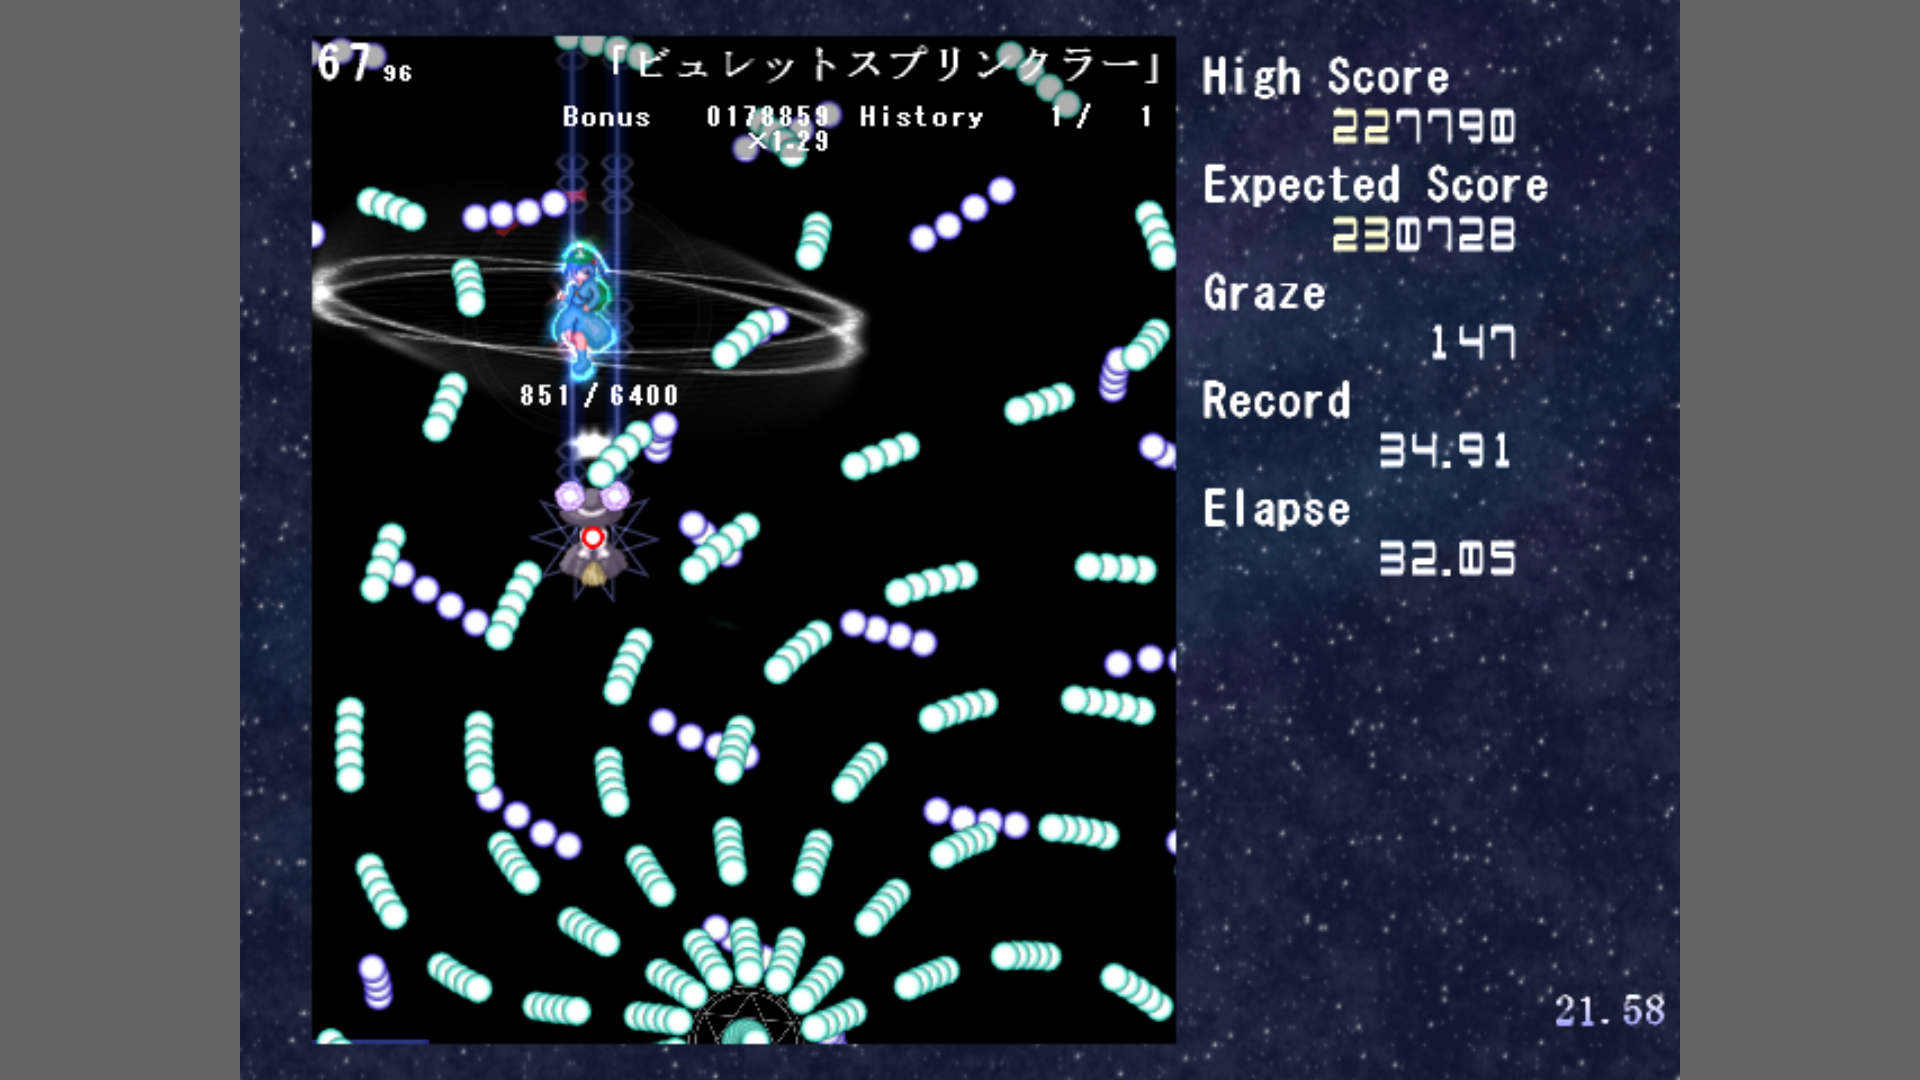 67 96
「ビュレットスプリンクラー」
Bonus 0178859 History 1/ 1
×1.29
851 / 6400
High Score
227790
Expected Score
230728
Graze
147
Record
34.91
Elapse
32.05
21.58